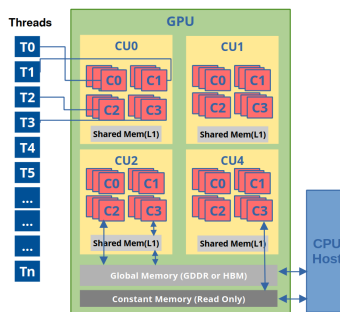 GPU
Threads
T0
T1
T2
T3
T4
T5
...
...
...
Tn
CU0
C0
C1
C2
C3
Shared Mem(L1)
CU1
C0
C1
C2
C3
Shared Mem(L1)
CU2
C0
C1
C2
C3
Shared Mem(L1)
CU4
C0
C1
C2
C3
Shared Mem(L1)
Global Memory (GDDR or HBM)
Constant Memory (Read Only)
CPU
Host